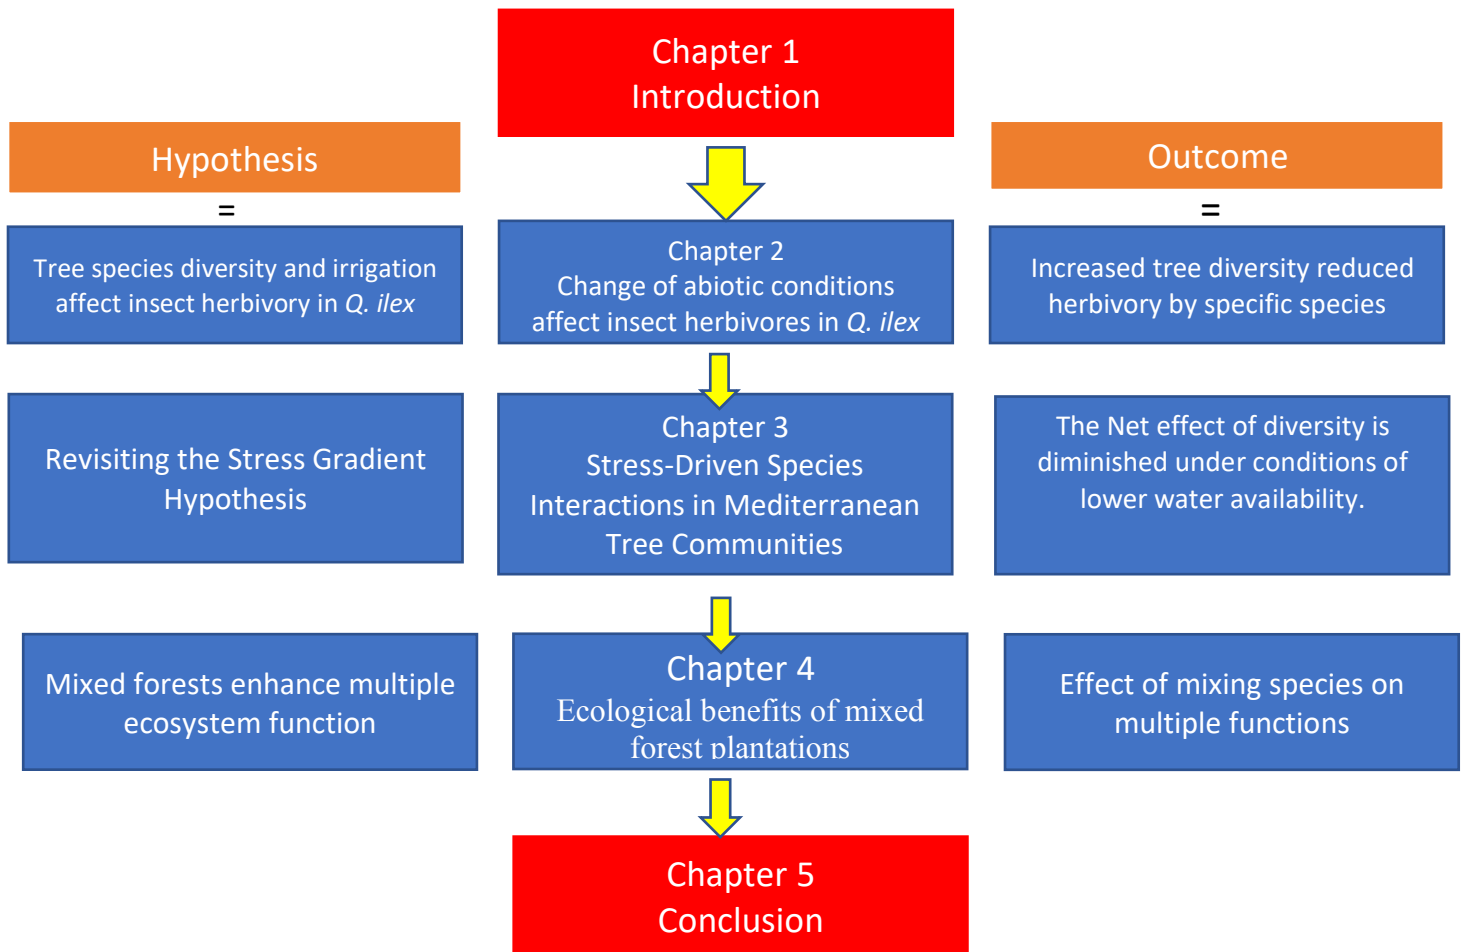 Chapter 1
Introduction
Hypothesis
=
Outcome
=
Tree species diversity and irrigation
affect insect herbivory in Q. ilex
Chapter 2
Change of abiotic conditions
affect insect herbivores in Q. ilex
Increased tree diversity reduced
herbivory by specific species
Revisiting the Stress Gradient
Hypothesis
Chapter 3
Stress-Driven Species
Interactions in Mediterranean
Tree Communities
The Net effect of diversity is
diminished under conditions of
lower water availability.
Mixed forests enhance multiple
ecosystem function
Chapter 4
Ecological benefits of mixed
forest plantations
Effect of mixing species on
multiple functions
Chapter 5
Conclusion